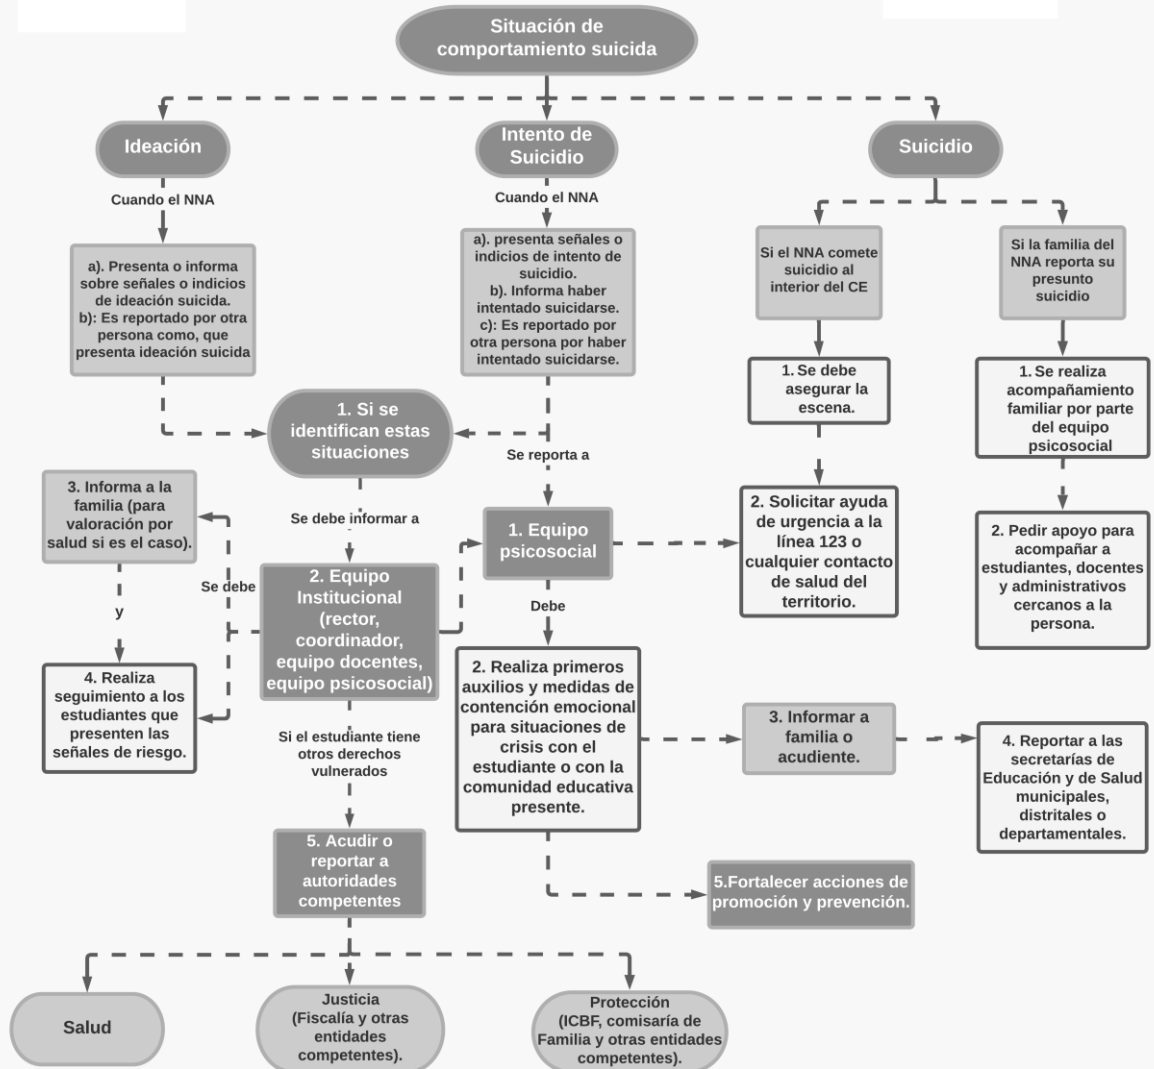 Situación de
comportamiento suicida
Ideación
Intento de
Suicidio
Suicidio
Cuando el NNA
Cuando el NNA
a). Presenta o informa
sobre señales o indicios
de ideación suicida.
b): Es reportado por otra
persona como, que
presenta ideación suicida
a). presenta señales o
indicios de intento de
suicidio.
b). Informa haber
intentado suicidarse.
c): Es reportado por
otra persona por haber
intentado suicidarse.
Si el NNA comete
suicidio al
interior del CE
Si la familia del
NNA reporta su
presunto
suicidio
1. Se debe
asegurar la
escena.
1. Se realiza
acompañamiento
familiar por parte
del equipo
psicosocial
1. Si se
identifican estas
situaciones
Se reporta a
3. Informa a la
familia (para
valoración por
salud si es el caso).
Se debe informar a
1. Equipo
psicosocial
2. Solicitar ayuda
de urgencia a la
línea 123 o
cualquier contacto
de salud del
territorio.
2. Pedir apoyo para
acompañar a
estudiantes, docentes
y administrativos
cercanos a la
persona.
Se debe
y
2. Equipo
Institucional
(rector,
coordinador,
equipo docentes,
equipo psicosocial)
Debe
4. Realiza
seguimiento a los
estudiantes que
presenten las
señales de riesgo.
2. Realiza primeros
auxilios y medidas de
contención emocional
para situaciones de
crisis con el
estudiante o con la
comunidad educativa
presente.
3. Informar a
familia o
acudiente.
4. Reportar a las
secretarías de
Educación y de Salud
municipales,
distritales o
departamentales.
Si el estudiante tiene
otros derechos
vulnerados
5. Acudir o
reportar a
autoridades
competentes
5.Fortalecer acciones de
promoción y prevención.
Salud
Justicia
(Fiscalía y otras
entidades
competentes).
Protección
(ICBF, comisaría de
Familia y otras entidades
competentes).